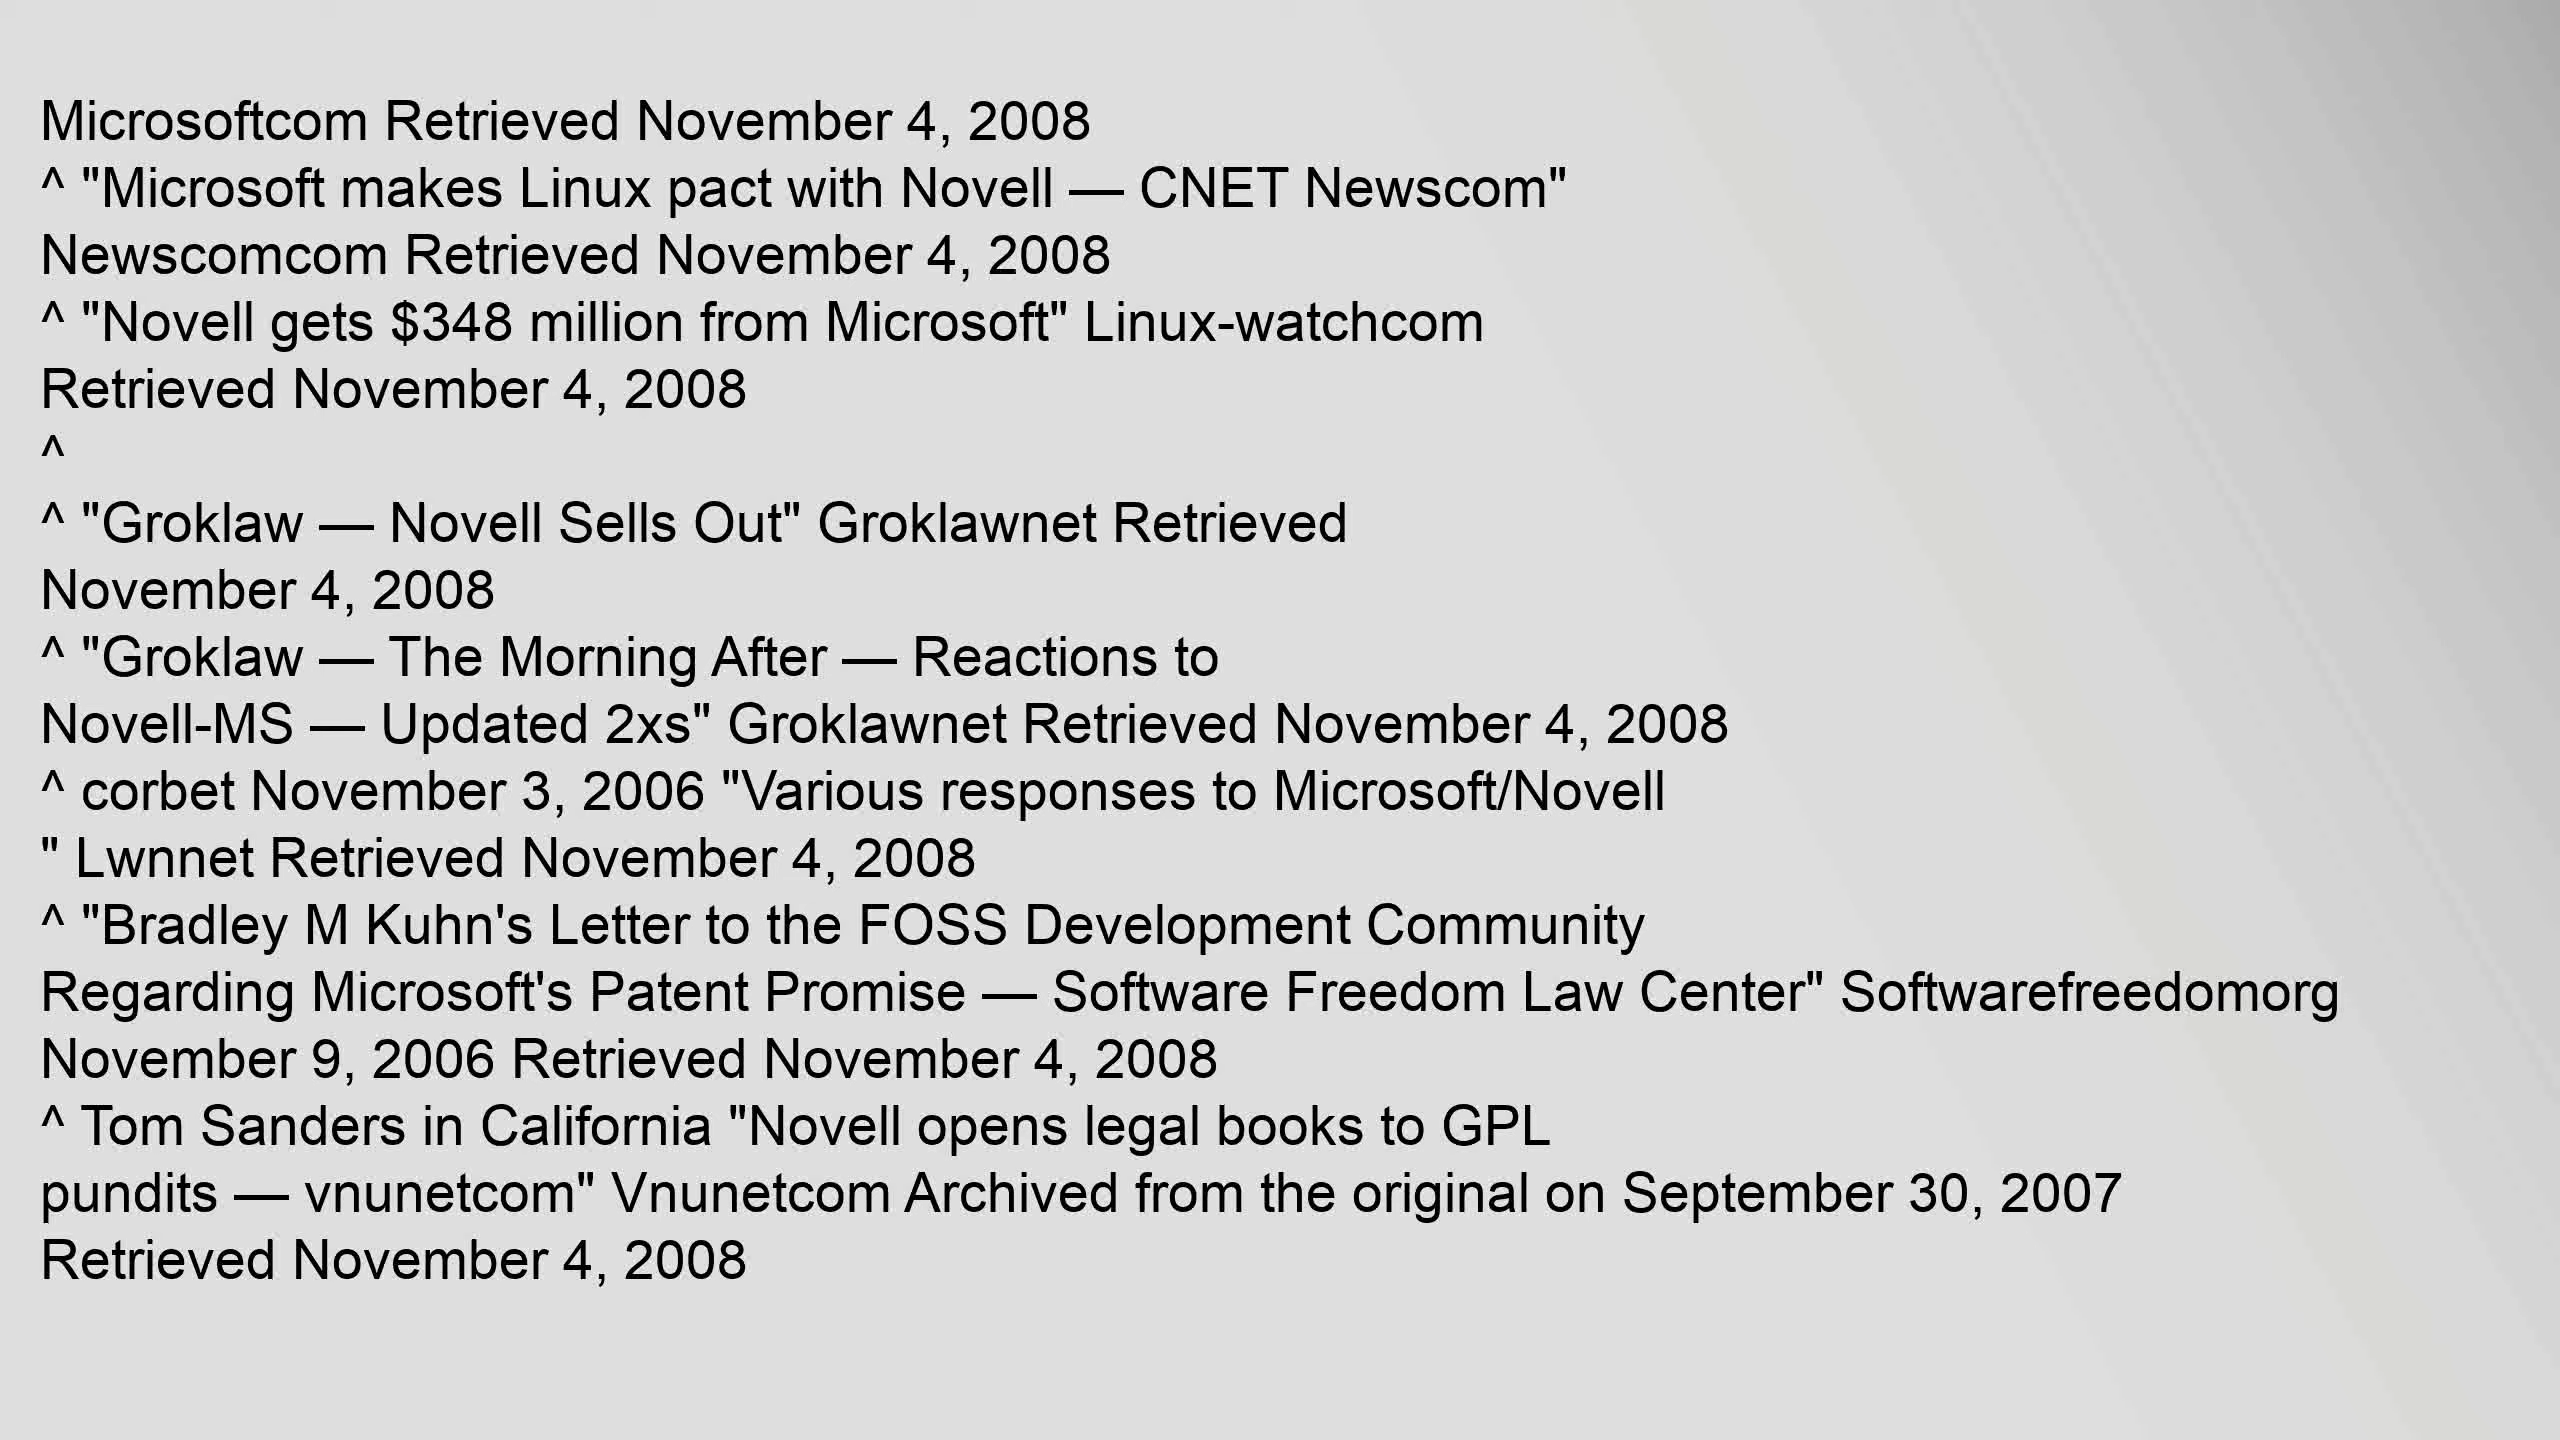 Microsoftcom Retrieved November 4, 2008
^ "Microsoft makes Linux pact with Novell — CNET Newscom"
Newscomcom Retrieved November 4, 2008
^ "Novell gets $348 million from Microsoft" Linux-watchcom
Retrieved November 4, 2008
^
^ "Groklaw — Novell Sells Out" Groklawnet Retrieved
November 4, 2008
^ "Groklaw — The Morning After — Reactions to
Novell-MS — Updated 2xs" Groklawnet Retrieved November 4, 2008
^ corbet November 3, 2006 "Various responses to Microsoft/Novell
" Lwnnet Retrieved November 4, 2008
^ "Bradley M Kuhn's Letter to the FOSS Development Community
Regarding Microsoft's Patent Promise — Software Freedom Law Center" Softwarefreedomorg
November 9, 2006 Retrieved November 4, 2008
^ Tom Sanders in California "Novell opens legal books to GPL
pundits — vnunetcom" Vnunetcom Archived from the original on September 30, 2007
Retrieved November 4, 2008